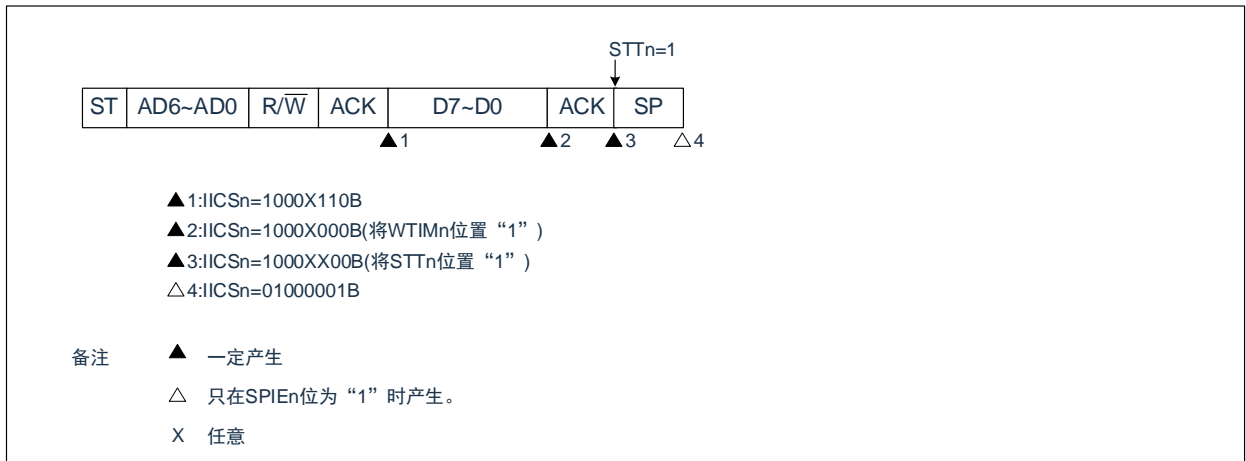 STTn=1
ST AD6~AD0 R/W̅ ACK D7~D0 ACK SP
▲1 ▲2 ▲3 △4
▲1:IICSn=1000X110B
▲2:IICSn=1000X000B(将WTIMn位置“1”)
▲3:IICSn=1000XX00B(将STTn位置“1”)
△4:IICSn=01000001B
备注 ▲ 一定产生
△ 只在SPIEn位为“1”时产生。
X 任意